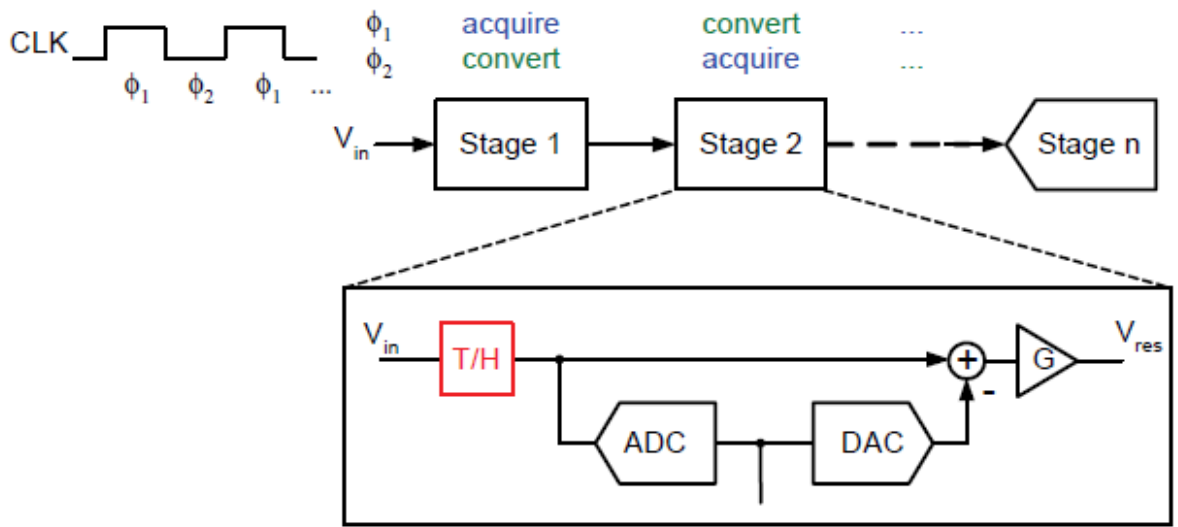 CLK
ϕ1 ϕ2 ϕ1 ...
ϕ1 acquire convert ...
ϕ2 convert acquire ...
Vin Stage 1 Stage 2 Stage n
Vin T/H + G Vres
-
ADC DAC